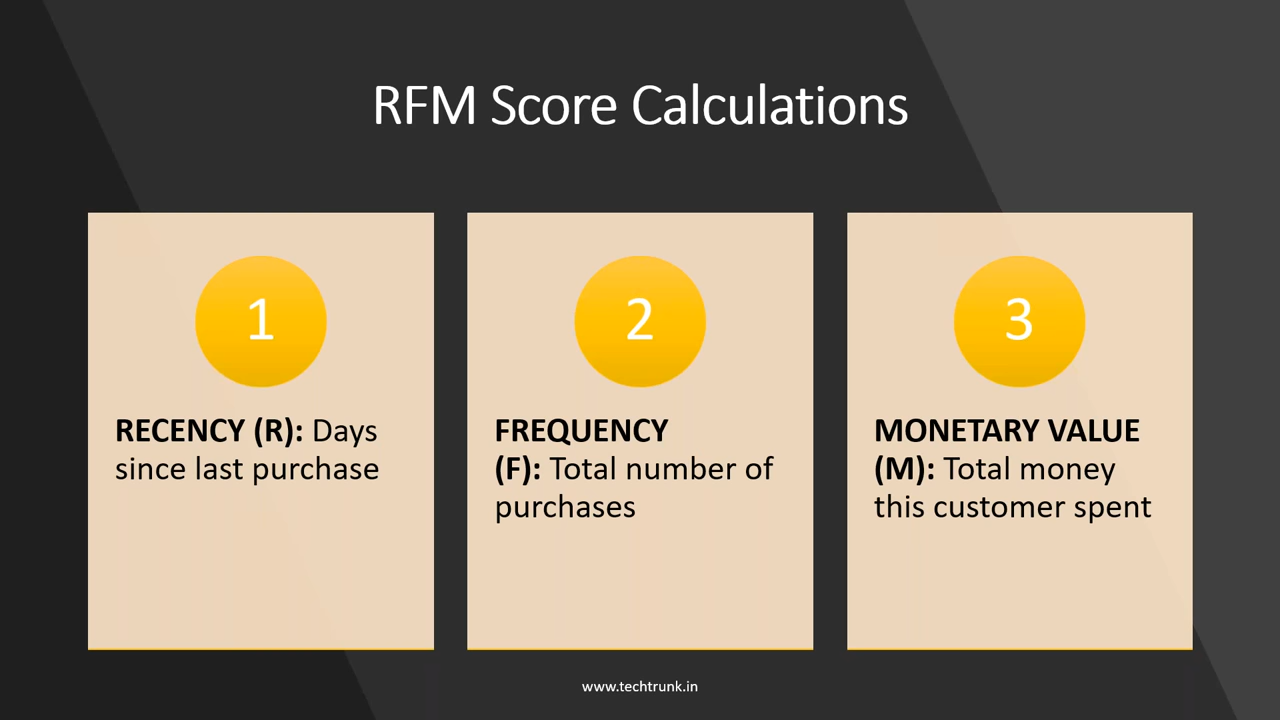 RFM Score Calculations
1
RECENCY (R): Days
since last purchase
2
FREQUENCY
(F): Total number of
purchases
3
MONETARY VALUE
(M): Total money
this customer spent
www.techtrunk.in